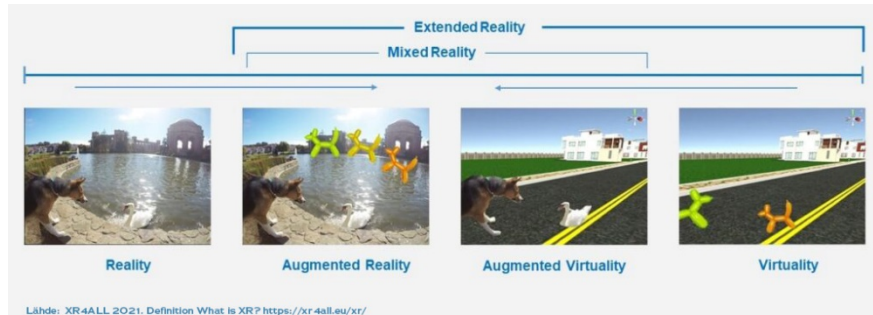 Extended Reality
Mixed Reality
Reality
Augmented Reality
Augmented Virtuality
Virtuality
Lähde: XR4ALL 2021. Definition What is XR? https://xr4all.eu/xr/